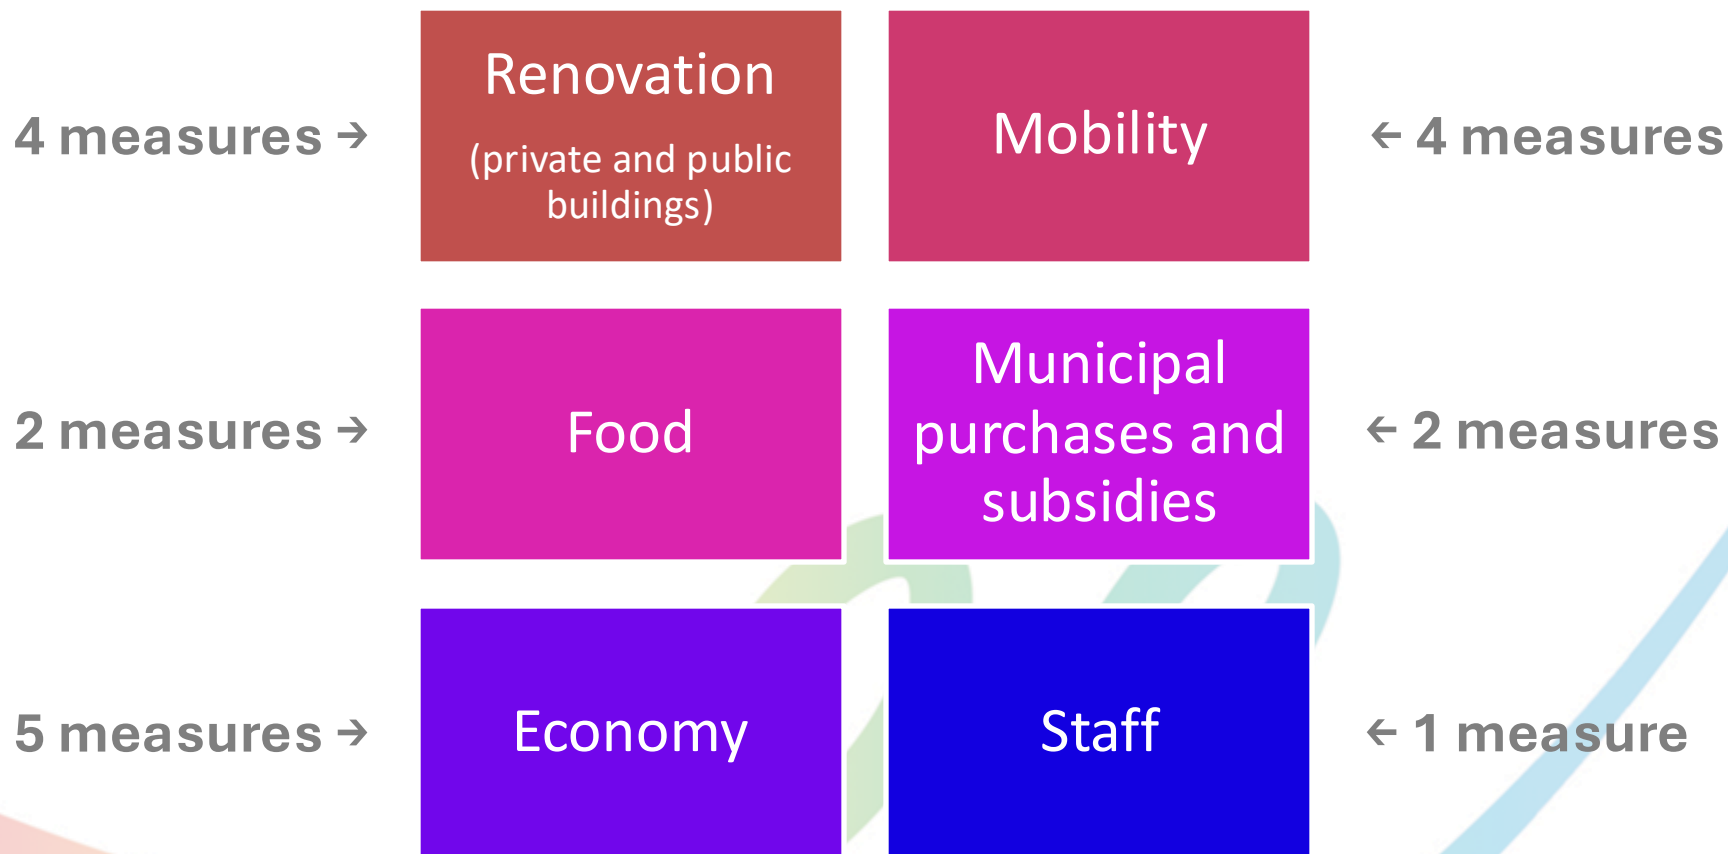 4 measures →
Renovation
(private and public
buildings)
Mobility
← 4 measures
2 measures →
Food
Municipal
purchases and
subsidies
← 2 measures
5 measures →
Economy
Staff
← 1 measure